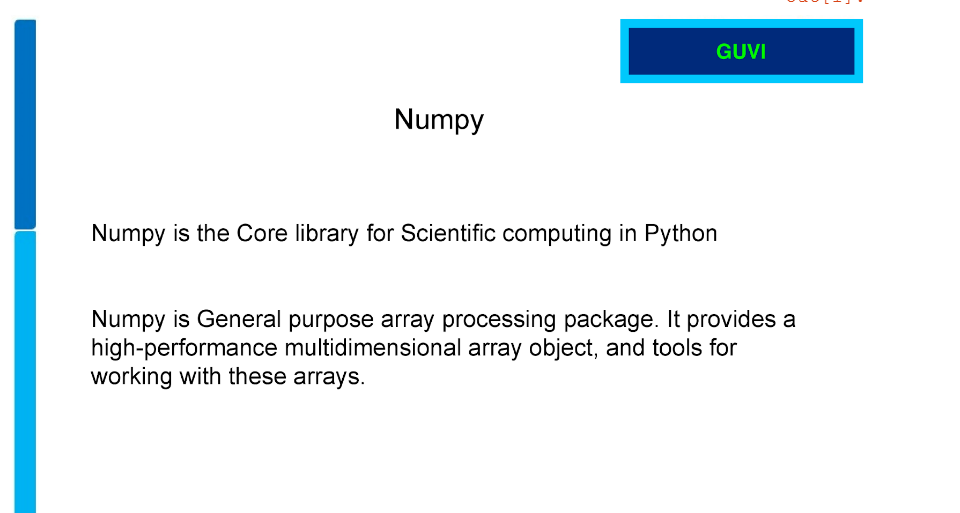 GUVI
Numpy
Numpy is the Core library for Scientific computing in Python
Numpy is General purpose array processing package. It provides a
high-performance multidimensional array object, and tools for
working with these arrays.